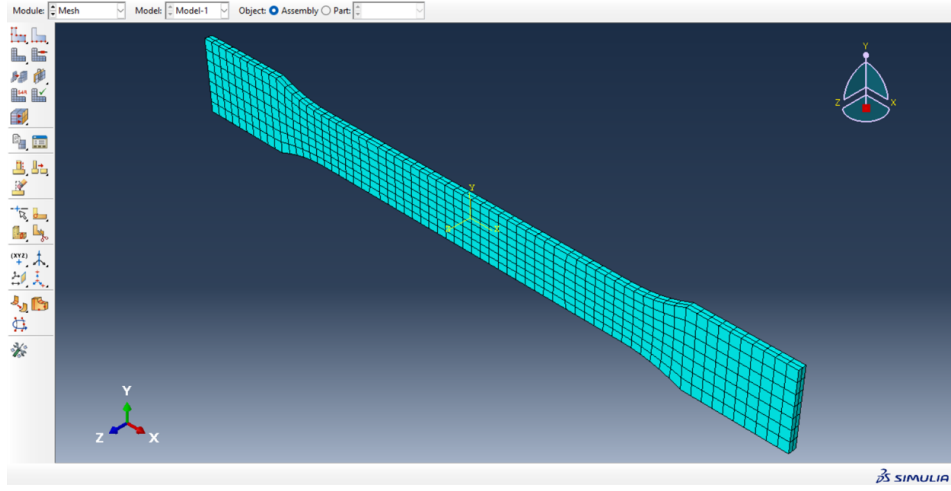 Module: Mesh Model: Model-1 Object: Assembly Part:
Y
Z X
Y
Y
Z X
(XYZ)
SIMULIA